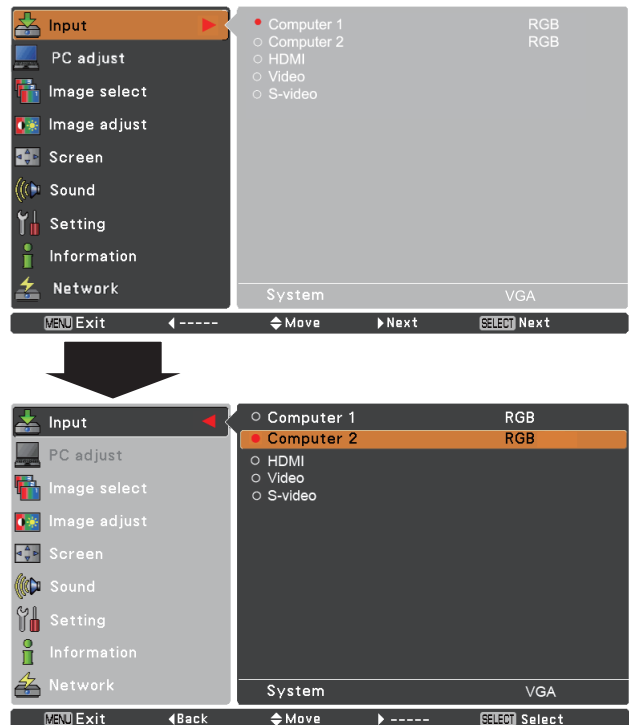 Input
PC adjust
Image select
Image adjust
Screen
Sound
Setting
Information
Network
Computer 1 RGB
Computer 2 RGB
HDMI
Video
S-video
System VGA
MENU Exit ----- Move Next SELECT Next
Input
PC adjust
Image select
Image adjust
Screen
Sound
Setting
Information
Network
Computer 1 RGB
Computer 2 RGB
HDMI
Video
S-video
System VGA
MENU Exit Back Move ----- SELECT Select